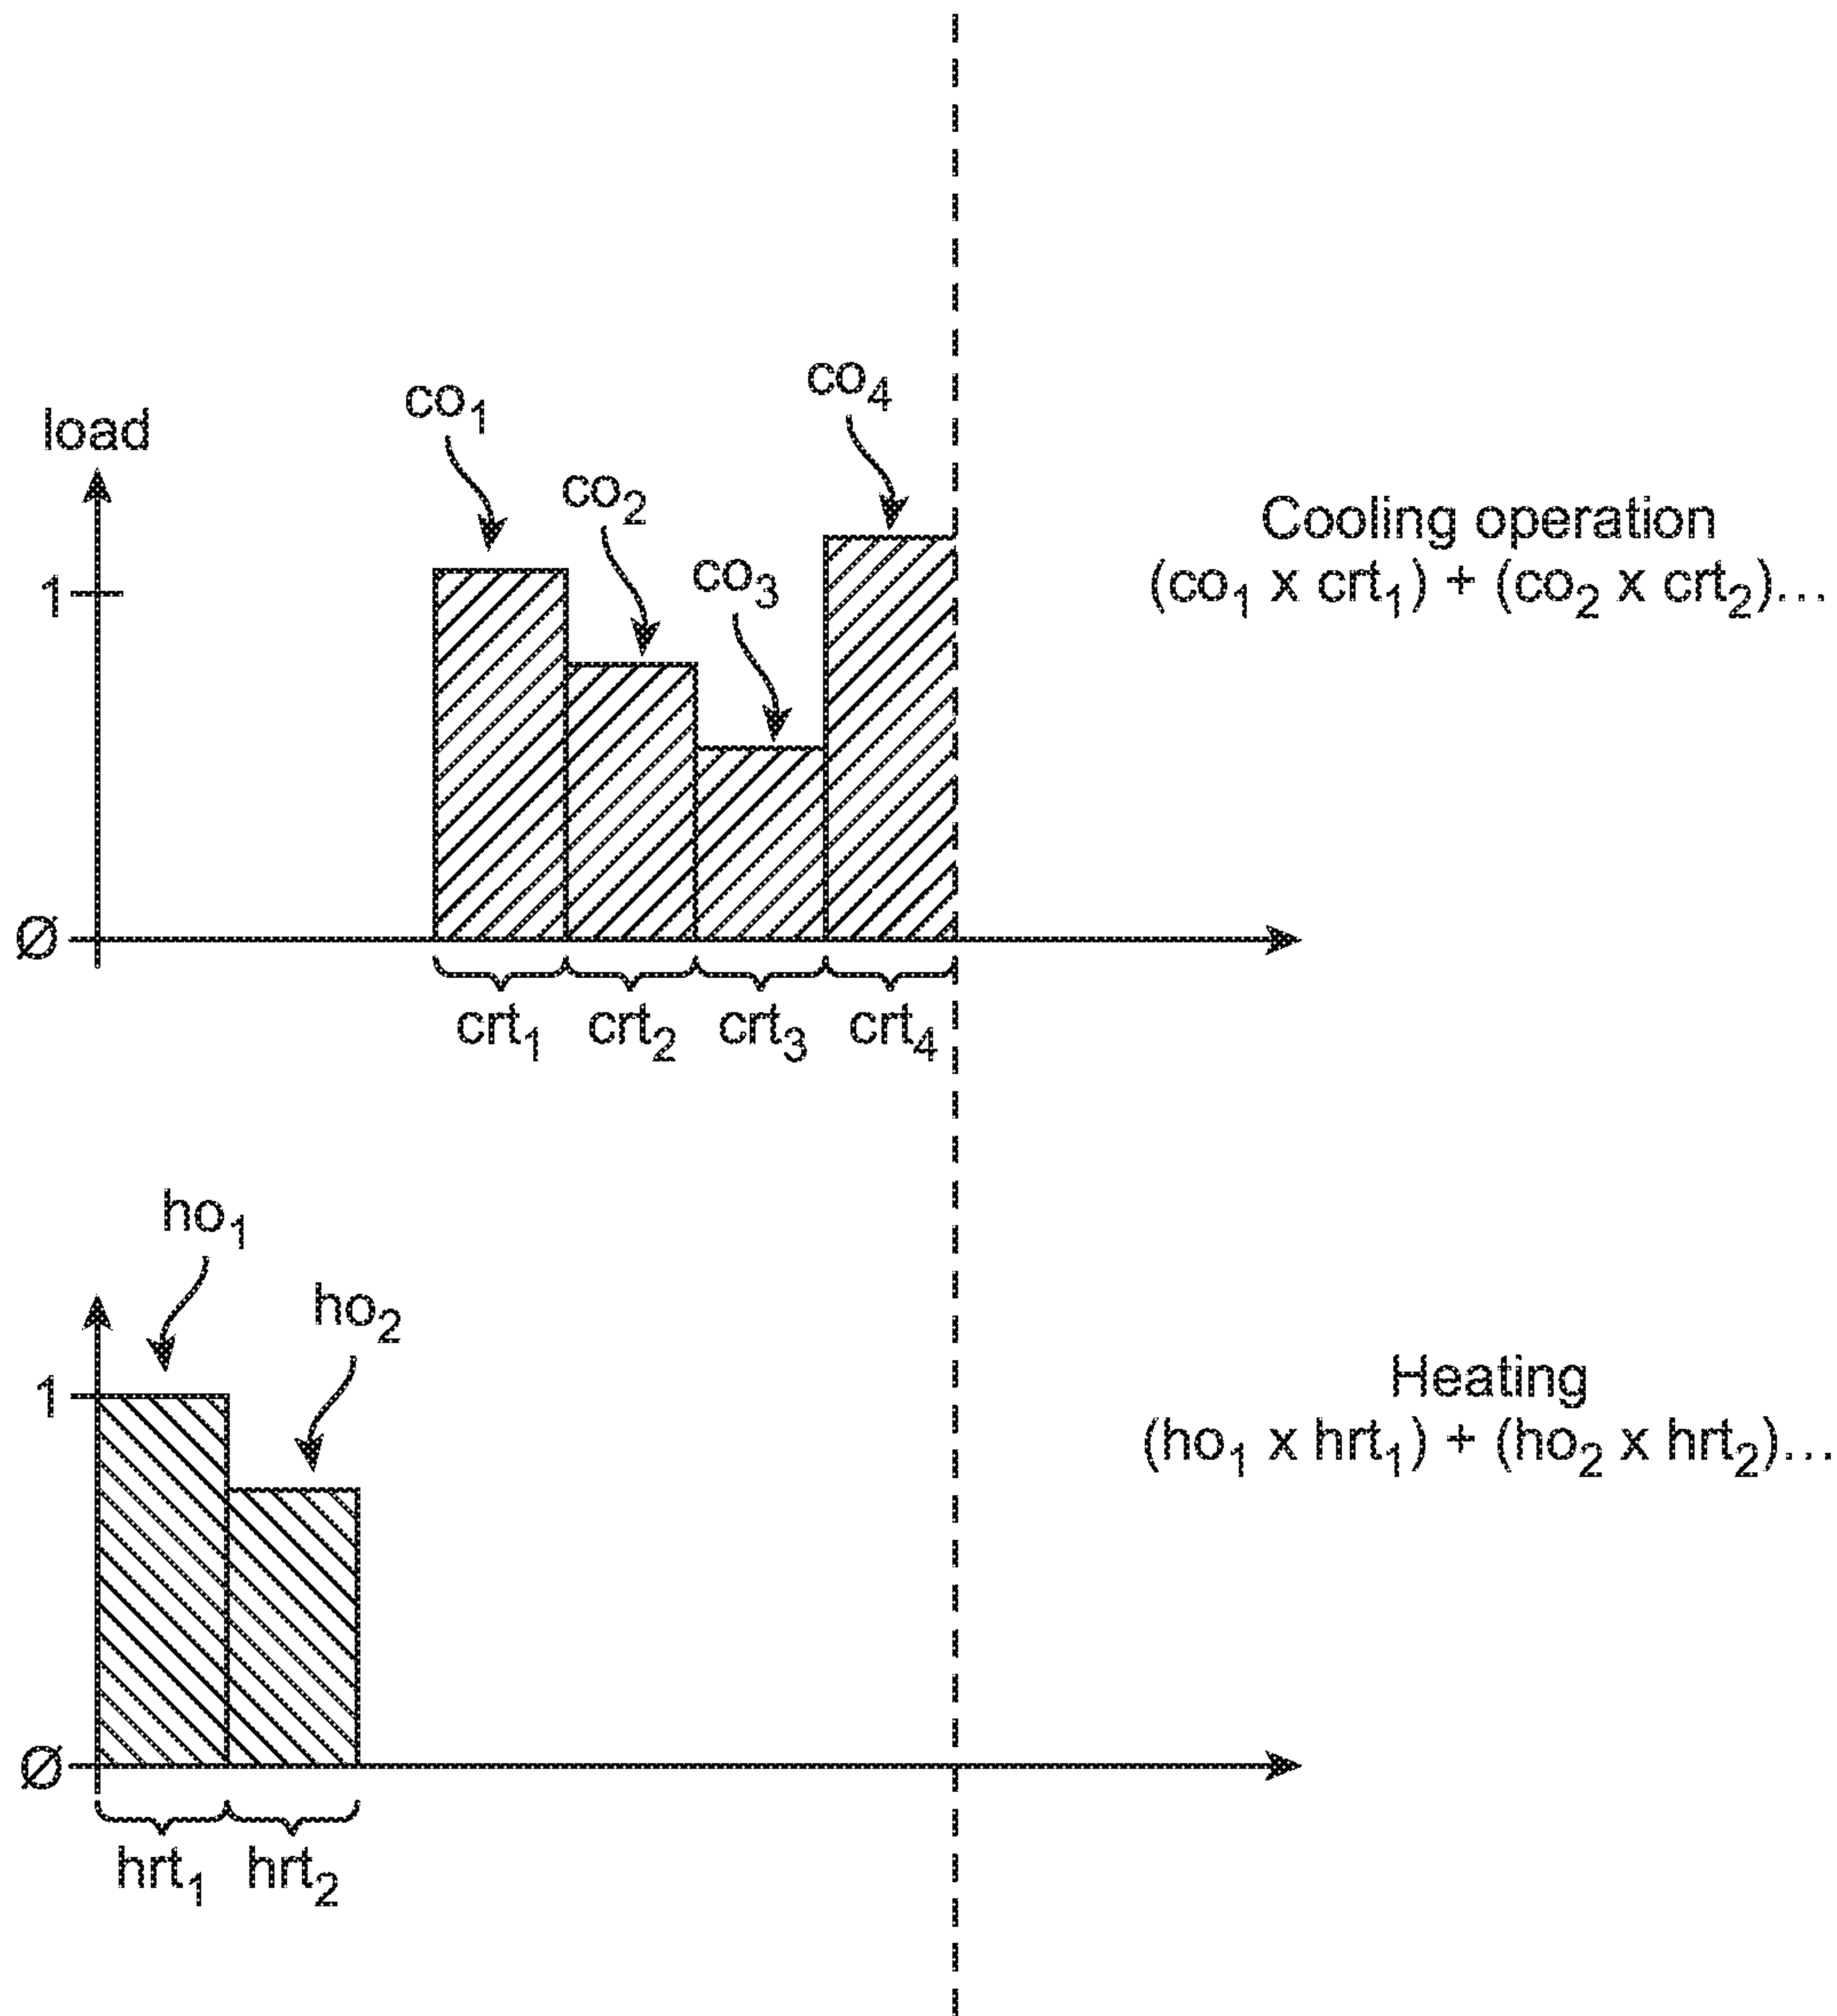 load
co₁
co₂
co₃
co₄
1
Ø
crt₁ crt₂ crt₃ crt₄
Cooling operation
(co₁ x crt₁) + (co₂ x crt₂)...
ho₁
ho₂
1
Ø
hrt₁ hrt₂
Heating
(ho₁ x hrt₁) + (ho₂ x hrt₂)...